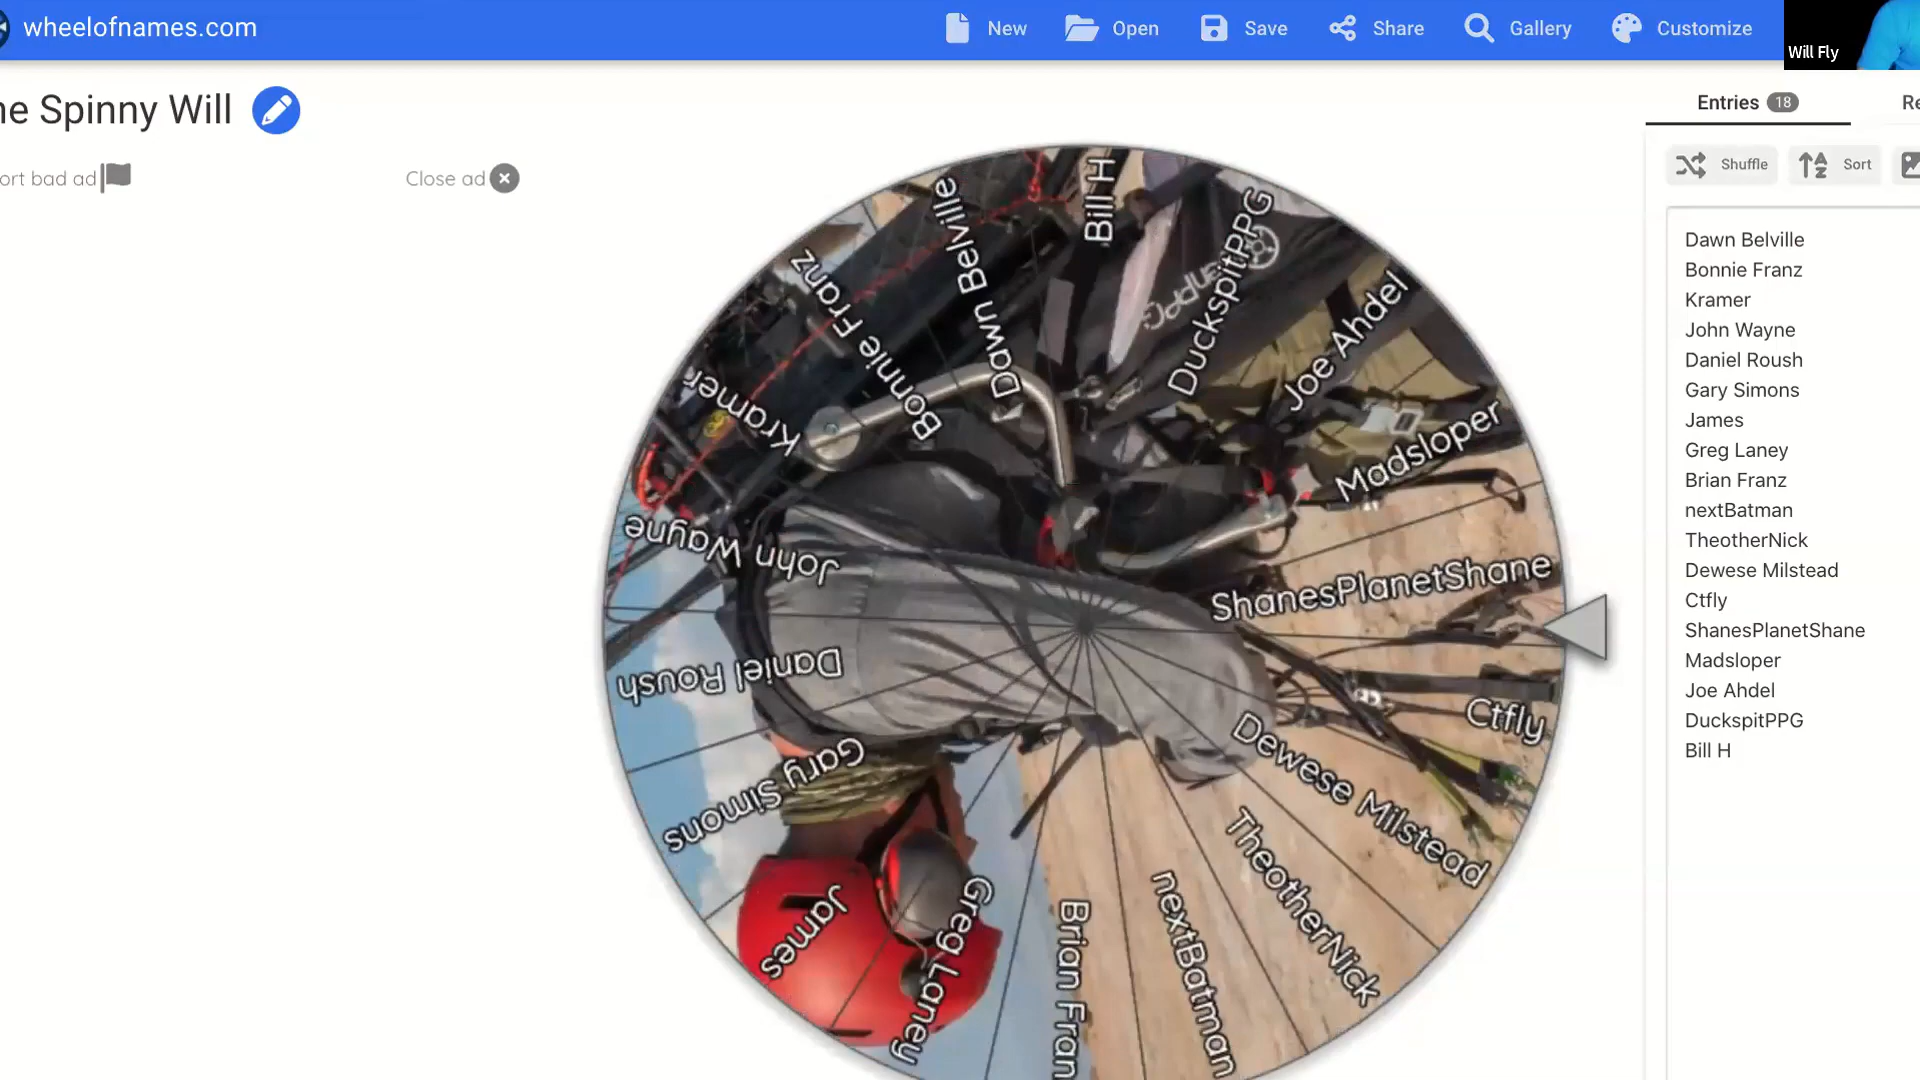 wheelofnames.com
New
Open
Save
Share
Gallery
Customize
Will Fly
ne Spinny Will
Entries 18
Re
ort bad ad
Close ad
Shuffle
Sort
Dawn Belville
Bonnie Franz
Kramer
John Wayne
Daniel Roush
Gary Simons
James
Greg Laney
Brian Franz
nextBatman
TheotherNick
Dewese Milstead
Ctfly
ShanesPlanetShane
Madsloper
Joe Ahdel
DuckspitPPG
Bill H
Bill H
Dawn Belville
Bonnie Franz
Kramer
John Wayne
Daniel Roush
Gary Simons
James
Greg Laney
Brian Fran
nextBatman
TheotherNick
Dewese Milstead
Ctfly
ShanesPlanetShane
Madsloper
Joe Ahdel
DuckspitPPG